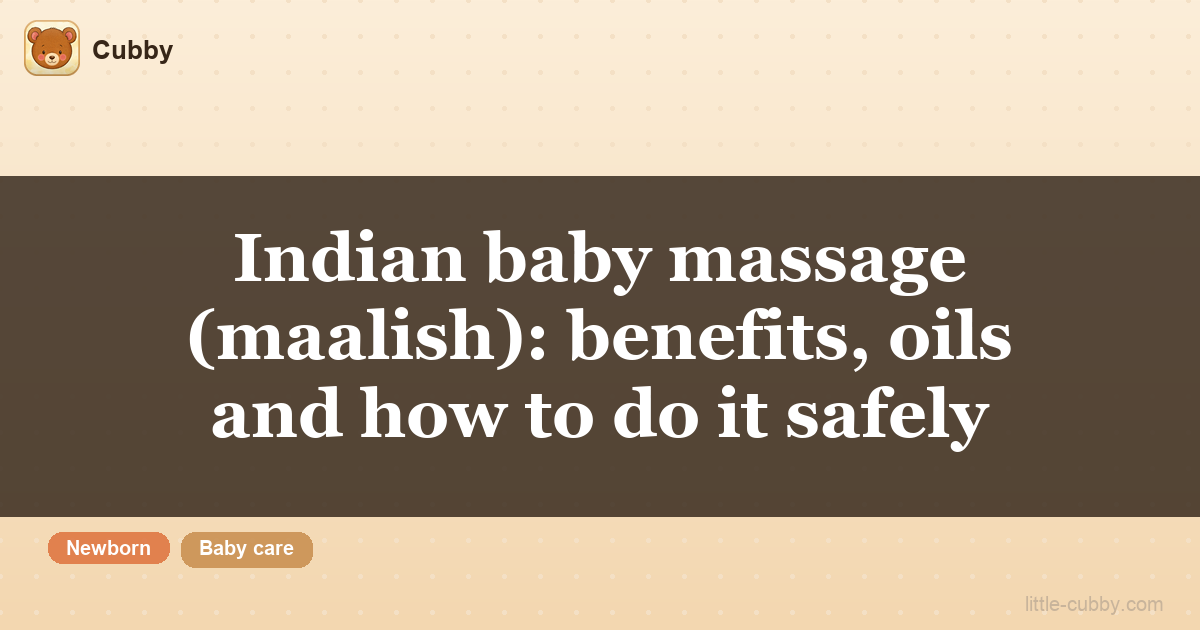 Cubby
Indian baby massage
(maalish): benefits, oils
and how to do it safely
Newborn
Baby care
little-cubby.com